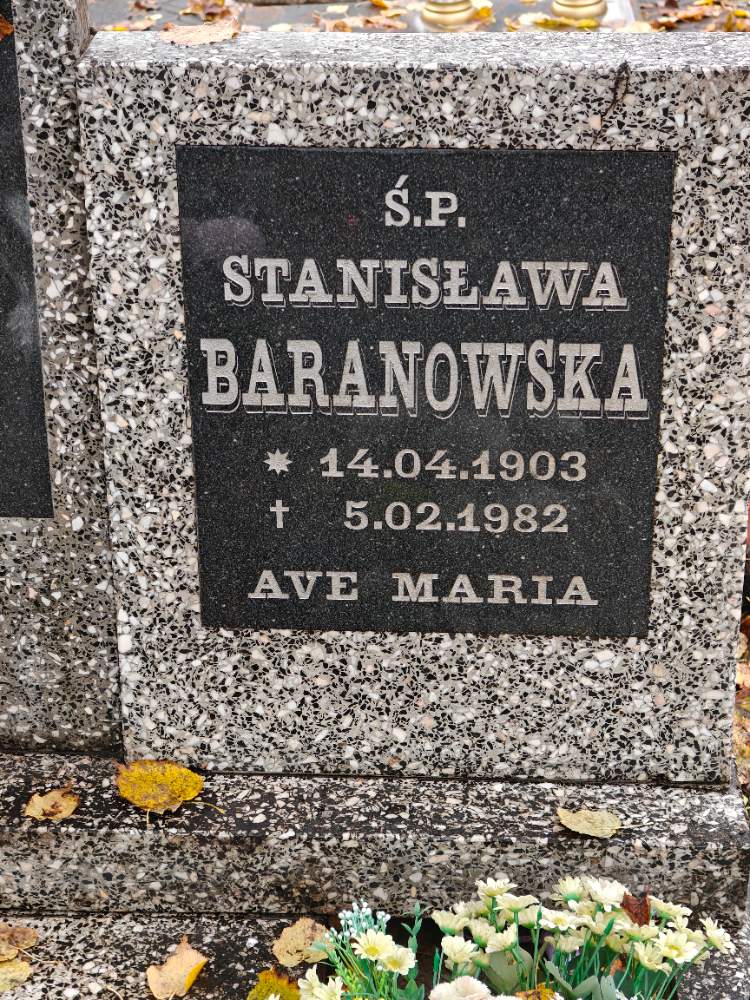 Ś.P.
STANISŁAWA
BARANOWSKA
* 14.04.1903
† 5.02.1982
AVE MARIA